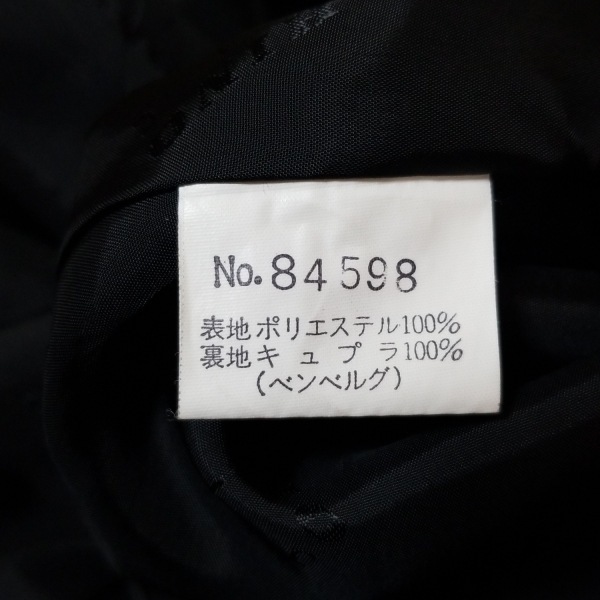 No. 84598
表地ポリエステル100%
裏地キュプラ100%
(ベンベルグ)